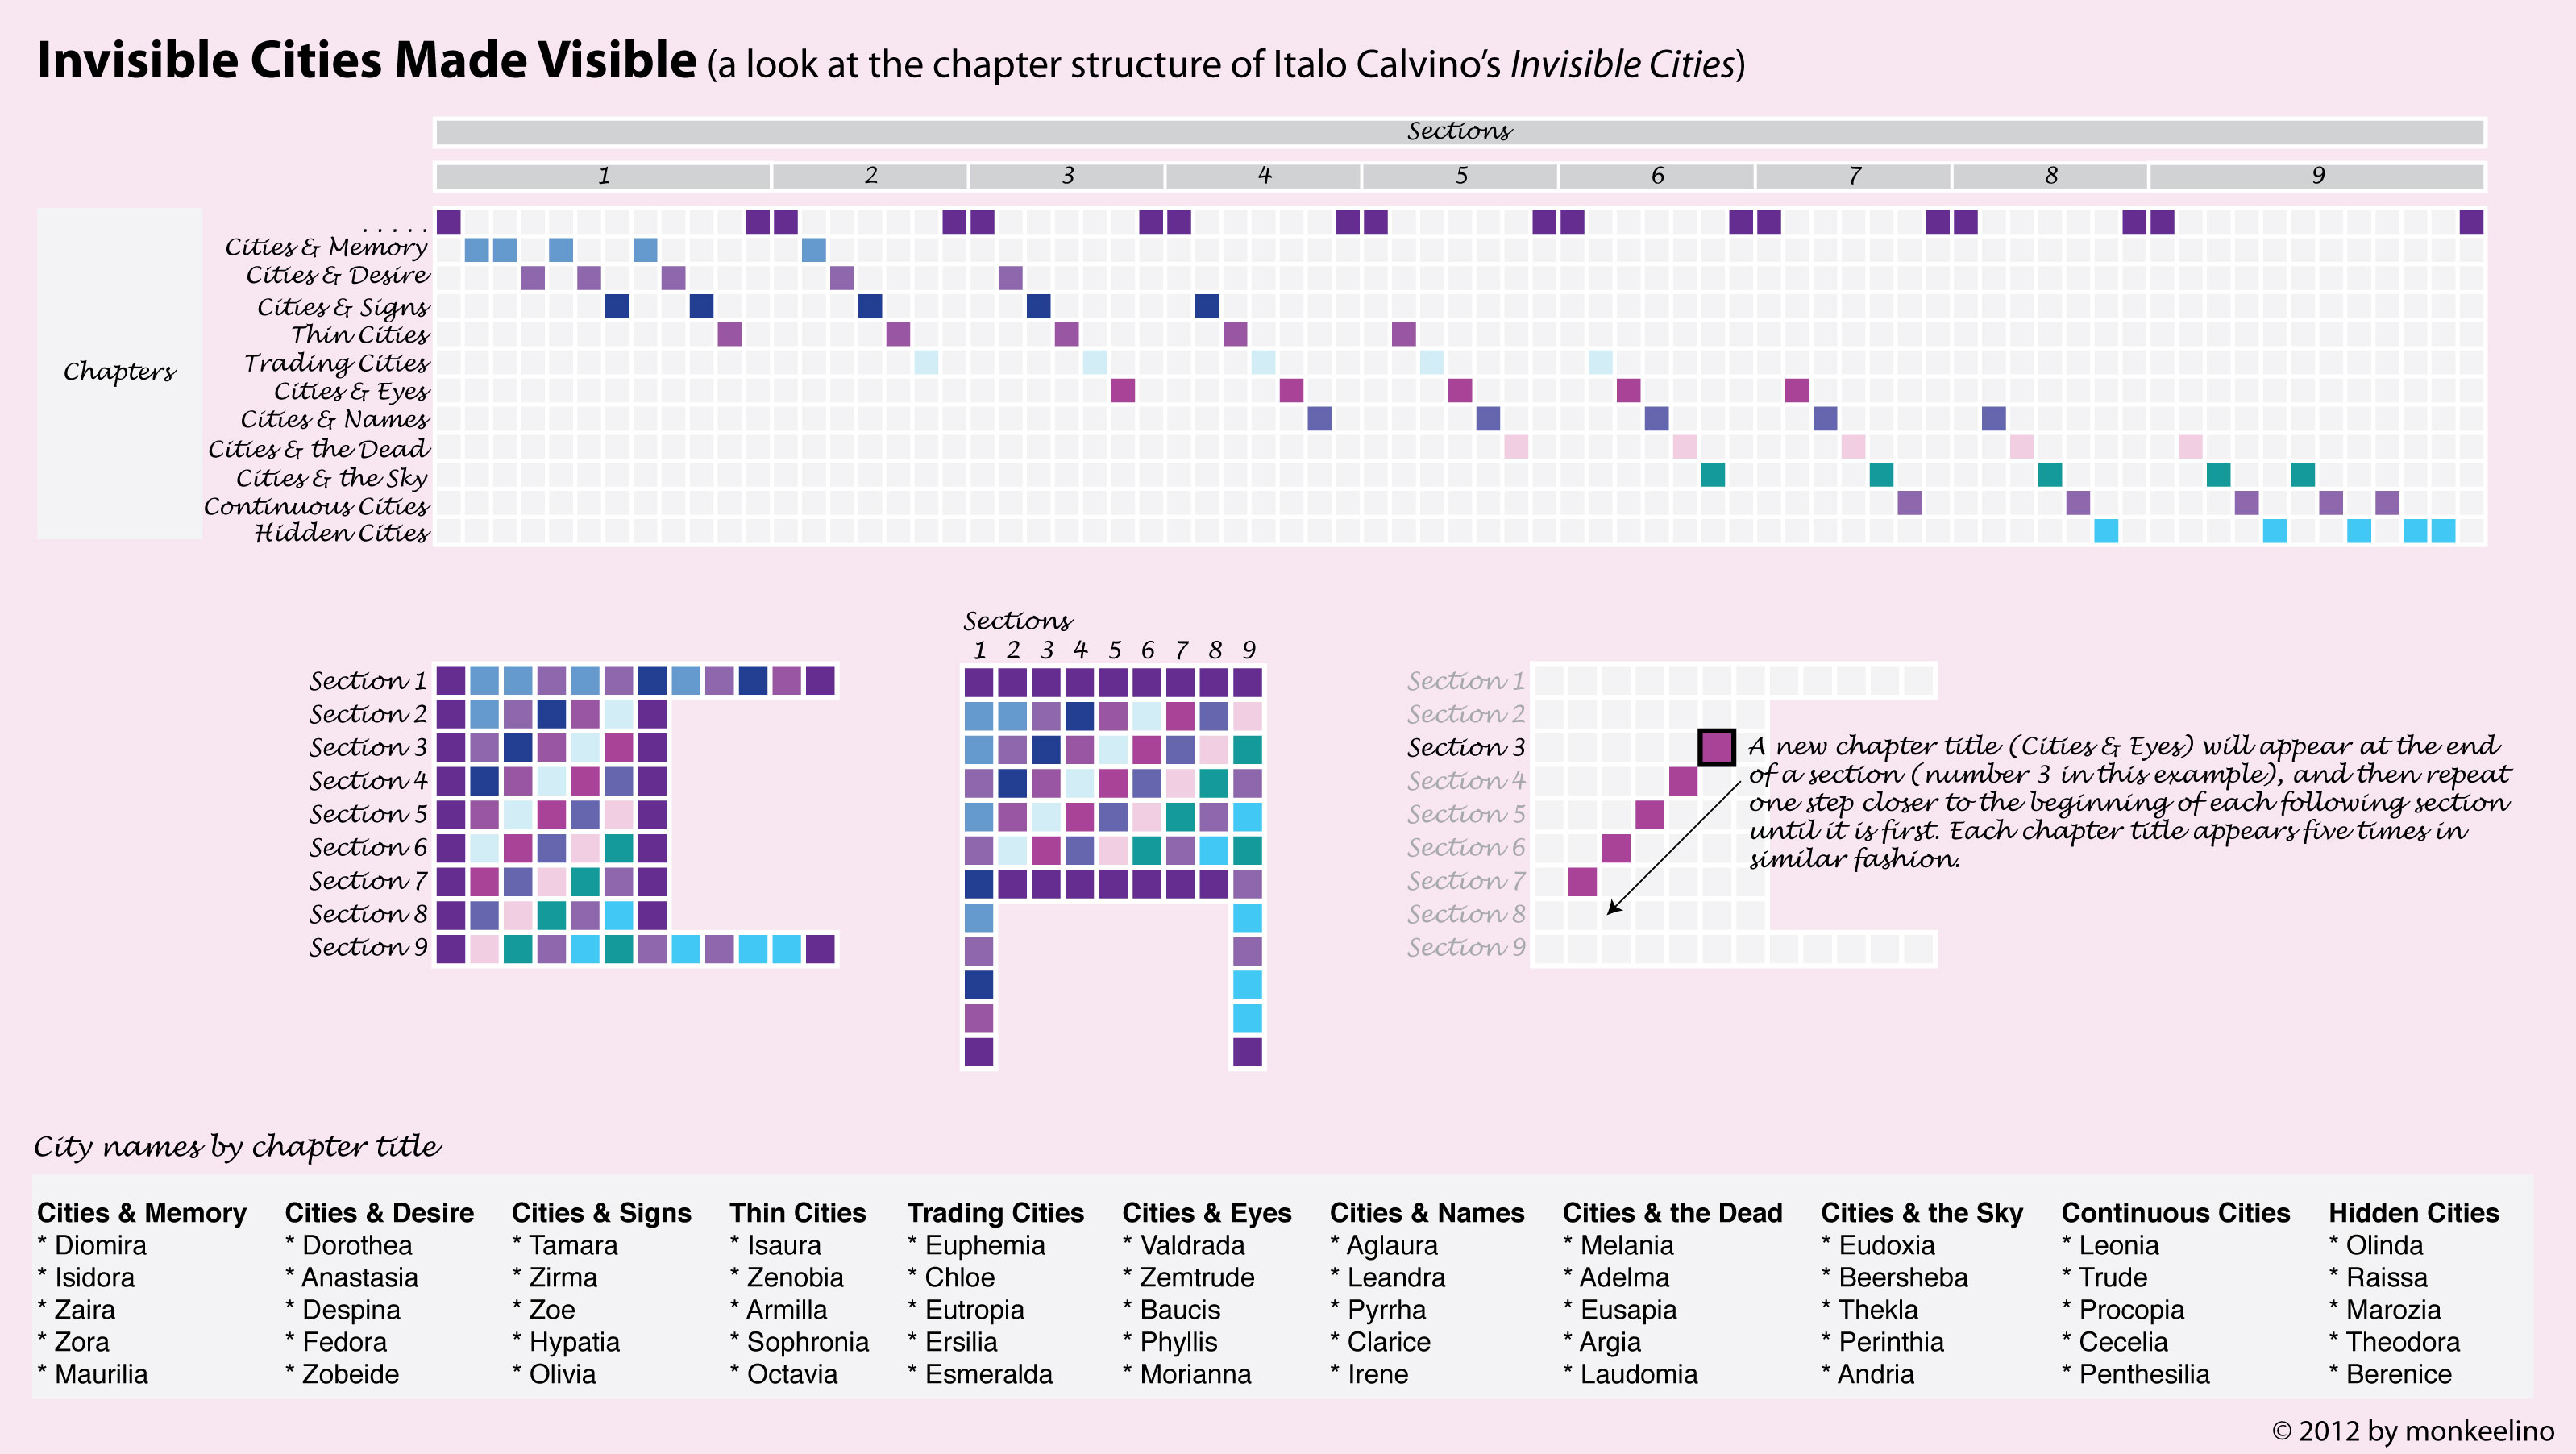 Invisible Cities Made Visible (a look at the chapter structure of Italo Calvino’s Invisible Cities)
Sections
1 2 3 4 5 6 7 8 9
Chapters
. . . . .
Cities & Memory
Cities & Desire
Cities & Signs
Thin Cities
Trading Cities
Cities & Eyes
Cities & Names
Cities & the Dead
Cities & the Sky
Continuous Cities
Hidden Cities
Section 1
Section 2
Section 3
Section 4
Section 5
Section 6
Section 7
Section 8
Section 9
Sections
1 2 3 4 5 6 7 8 9
Section 1
Section 2
Section 3
Section 4
Section 5
Section 6
Section 7
Section 8
Section 9
A new chapter title (Cities & Eyes) will appear at the end
of a section (number 3 in this example), and then repeat
one step closer to the beginning of each following section
until it is first. Each chapter title appears five times in
similar fashion.
City names by chapter title
Cities & Memory
* Diomira
* Isidora
* Zaira
* Zora
* Maurilia
Cities & Desire
* Dorothea
* Anastasia
* Despina
* Fedora
* Zobeide
Cities & Signs
* Tamara
* Zirma
* Zoe
* Hypatia
* Olivia
Thin Cities
* Isaura
* Zenobia
* Armilla
* Sophronia
* Octavia
Trading Cities
* Euphemia
* Chloe
* Eutropia
* Ersilia
* Esmeralda
Cities & Eyes
* Valdrada
* Zemtrude
* Baucis
* Phyllis
* Morianna
Cities & Names
* Aglaura
* Leandra
* Pyrrha
* Clarice
* Irene
Cities & the Dead
* Melania
* Adelma
* Eusapia
* Argia
* Laudomia
Cities & the Sky
* Eudoxia
* Beersheba
* Thekla
* Perinthia
* Andria
Continuous Cities
* Leonia
* Trude
* Procopia
* Cecelia
* Penthesilia
Hidden Cities
* Olinda
* Raissa
* Marozia
* Theodora
* Berenice
© 2012 by monkeelino